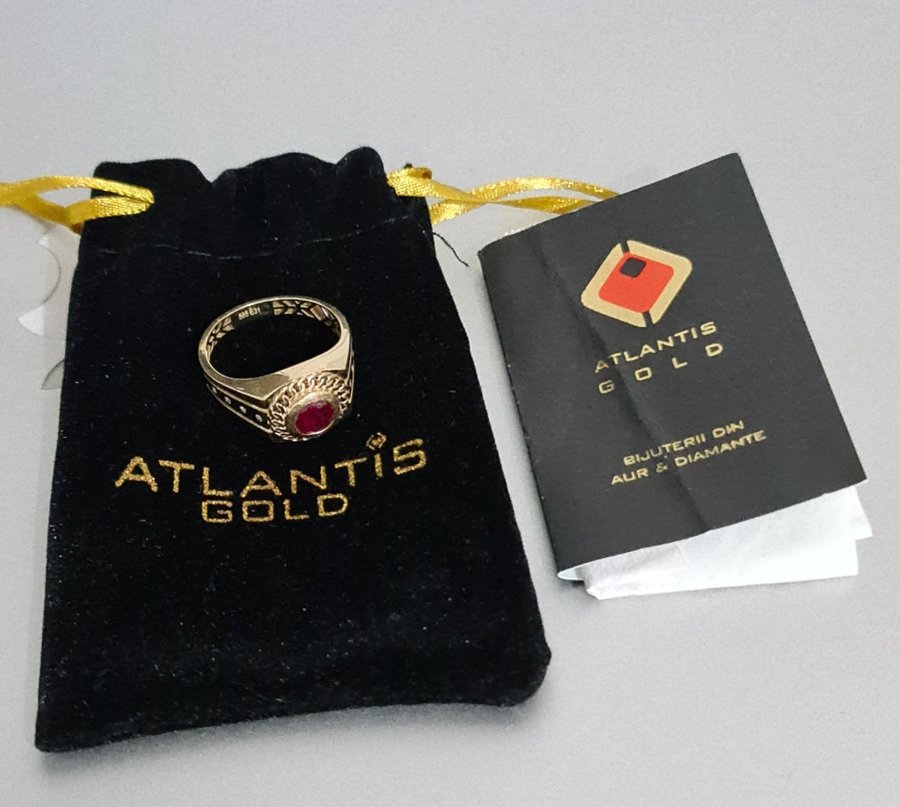 ATLANTIS
GOLD
ATLANTIS
GOLD
BIJUTERII DIN
AUR & DIAMANTE